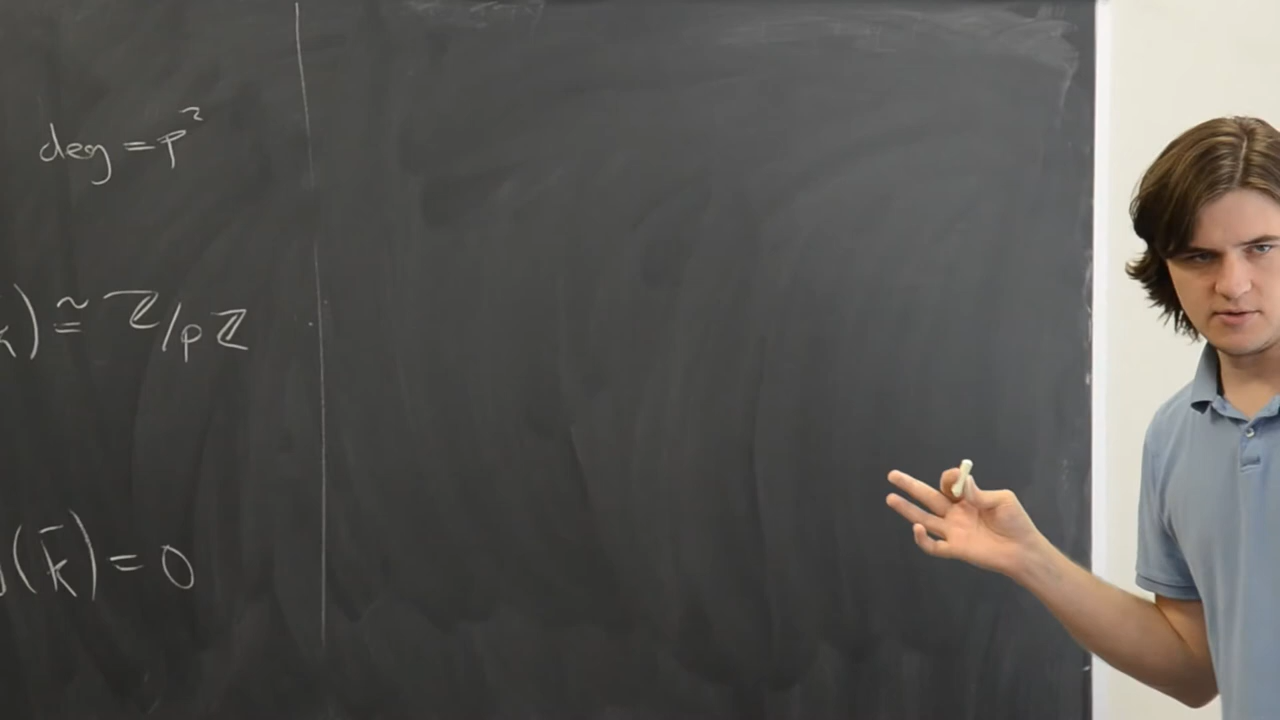 deg = p²
) ≅ ℤ/pℤ
(k̄) = 0